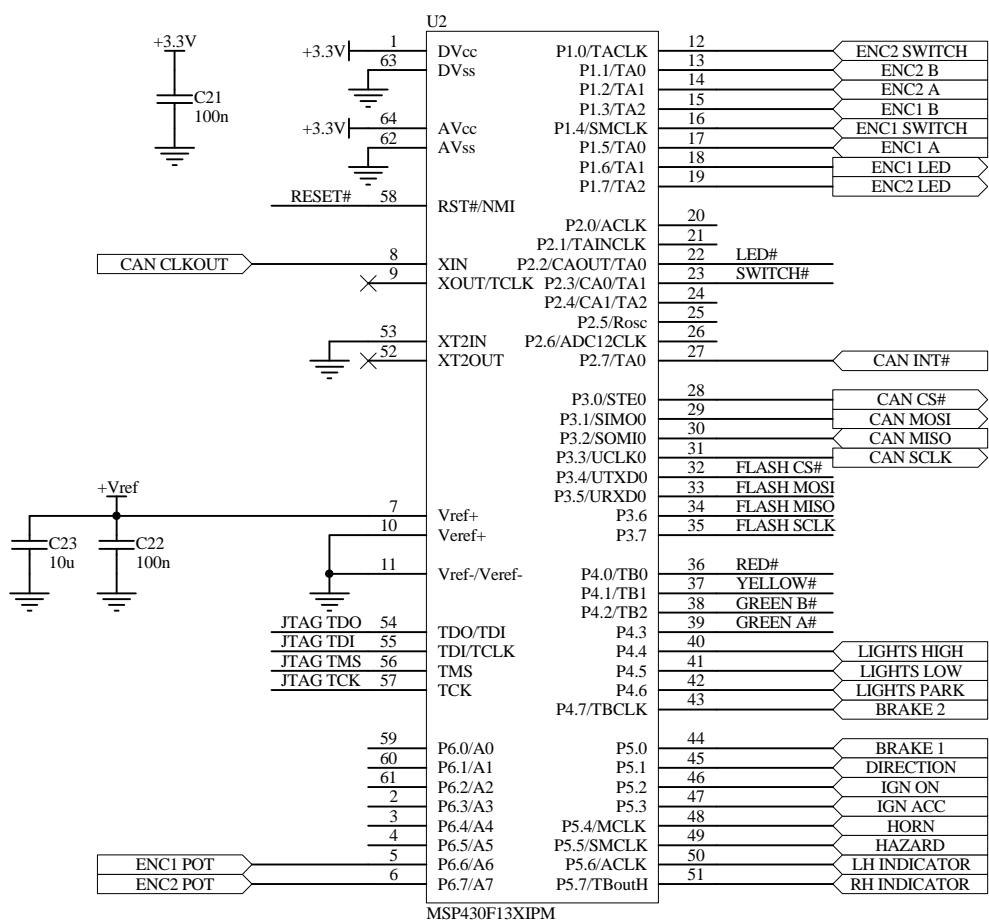 U2
+3.3V
C21
100n
+3.3V 1 DVcc P1.0/TACLK 12 ENC2 SWITCH
63 DVss P1.1/TA0 13 ENC2 B
P1.2/TA1 14 ENC2 A
P1.3/TA2 15 ENC1 B
+3.3V 64 AVcc P1.4/SMCLK 16 ENC1 SWITCH
62 AVss P1.5/TA0 17 ENC1 A
P1.6/TA1 18 ENC1 LED
P1.7/TA2 19 ENC2 LED
RESET# 58 RST#/NMI
P2.0/ACLK 20
P2.1/TAINCLK 21
CAN CLKOUT 8 XIN P2.2/CAOUT/TA0 22 LED#
9 XOUT/TCLK P2.3/CA0/TA1 23 SWITCH#
P2.4/CA1/TA2 24
P2.5/Rosc 25
53 XT2IN P2.6/ADC12CLK 26
52 XT2OUT P2.7/TA0 27 CAN INT#
P3.0/STE0 28 CAN CS#
P3.1/SIMO0 29 CAN MOSI
P3.2/SOMI0 30 CAN MISO
P3.3/UCLK0 31 CAN SCLK
P3.4/UTXD0 32 FLASH CS#
+Vref
P3.5/URXD0 33 FLASH MOSI
7 Vref+ P3.6 34 FLASH MISO
10 Veref+ P3.7 35 FLASH SCLK
C23
10u
C22
100n
11 Vref-/Veref- P4.0/TB0 36 RED#
P4.1/TB1 37 YELLOW#
P4.2/TB2 38 GREEN B#
JTAG TDO 54 TDO/TDI P4.3 39 GREEN A#
JTAG TDI 55 TDI/TCLK P4.4 40 LIGHTS HIGH
JTAG TMS 56 TMS P4.5 41 LIGHTS LOW
JTAG TCK 57 TCK P4.6 42 LIGHTS PARK
P4.7/TBCLK 43 BRAKE 2
59 P6.0/A0 P5.0 44 BRAKE 1
60 P6.1/A1 P5.1 45 DIRECTION
61 P6.2/A2 P5.2 46 IGN ON
2 P6.3/A3 P5.3 47 IGN ACC
3 P6.4/A4 P5.4/MCLK 48 HORN
4 P6.5/A5 P5.5/SMCLK 49 HAZARD
ENC1 POT 5 P6.6/A6 P5.6/ACLK 50 LH INDICATOR
ENC2 POT 6 P6.7/A7 P5.7/TBoutH 51 RH INDICATOR
MSP430F13XIPM